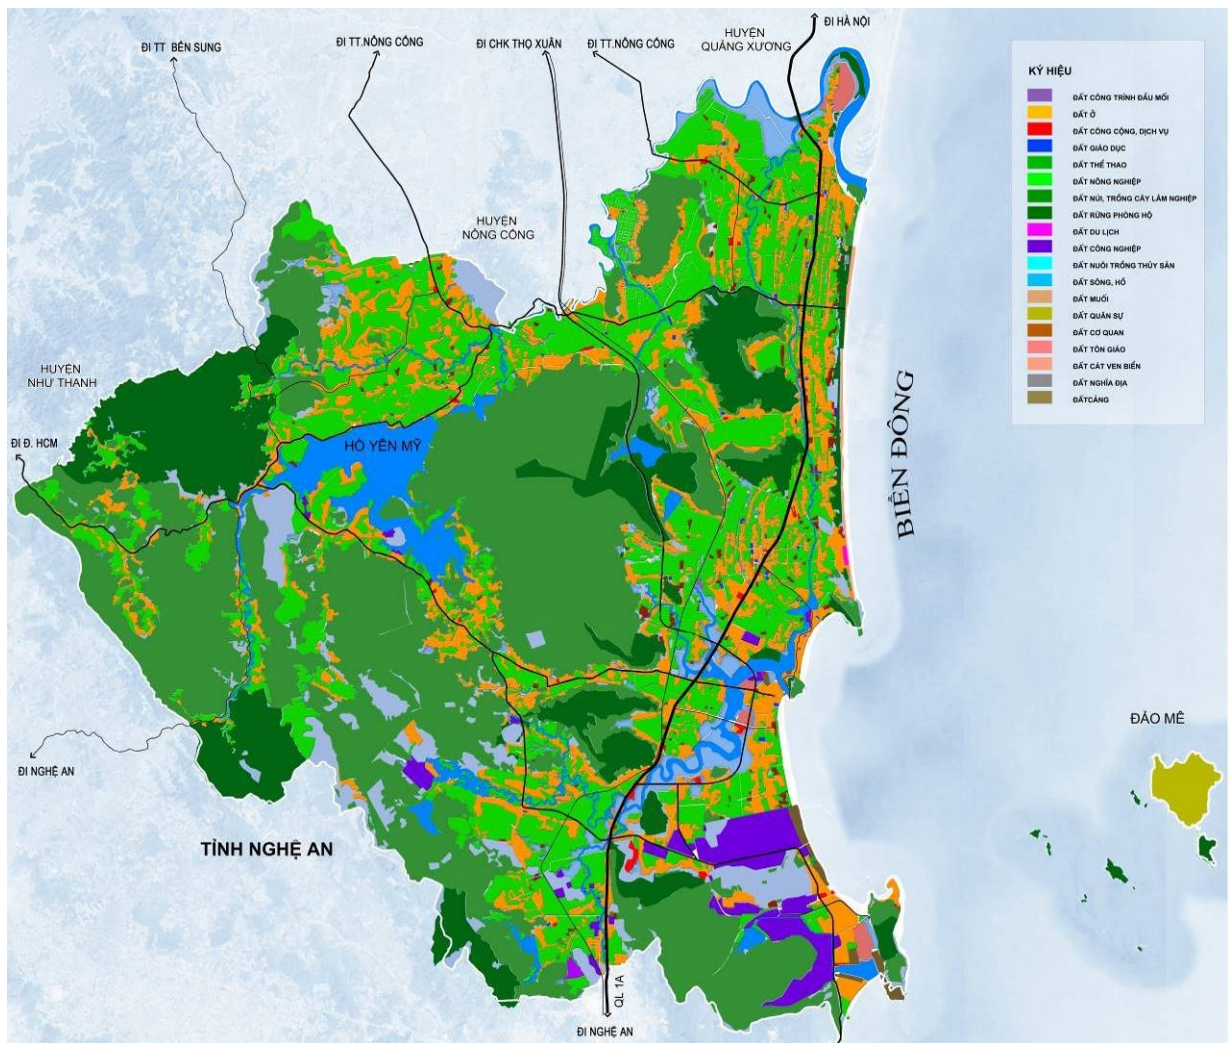 ĐI HÀ NỘI
HUYỆN
QUẢNG XƯƠNG
ĐI TT BẾN SUNG
ĐI TT.NÔNG CỐNG
ĐI CHK THỌ XUÂN
ĐI TT.NÔNG CỐNG
KÝ HIỆU
ĐẤT CÔNG TRÌNH ĐẦU MỐI
ĐẤT Ở
ĐẤT CÔNG CỘNG, DỊCH VỤ
ĐẤT GIÁO DỤC
ĐẤT THỂ THAO
ĐẤT NÔNG NGHIỆP
ĐẤT NÚI, TRỒNG CÂY LÂM NGHIỆP
ĐẤT RỪNG PHÒNG HỘ
ĐẤT DU LỊCH
ĐẤT CÔNG NGHIỆP
ĐẤT NUÔI TRỒNG THỦY SẢN
ĐẤT SÔNG, HỒ
ĐẤT MUỐI
ĐẤT QUÂN SỰ
ĐẤT CƠ QUAN
ĐẤT TÔN GIÁO
ĐẤT CÁT VEN BIỂN
ĐẤT NGHĨA ĐỊA
ĐẤTCẢNG
HUYỆN
NÔNG CỐNG
HUYỆN
NHƯ THANH
ĐI Đ. HCM
HỒ YÊN MỸ
BIỂN ĐÔNG
ĐẢO MÊ
ĐI NGHỆ AN
TỈNH NGHỆ AN
QL 1A
ĐI NGHỆ AN